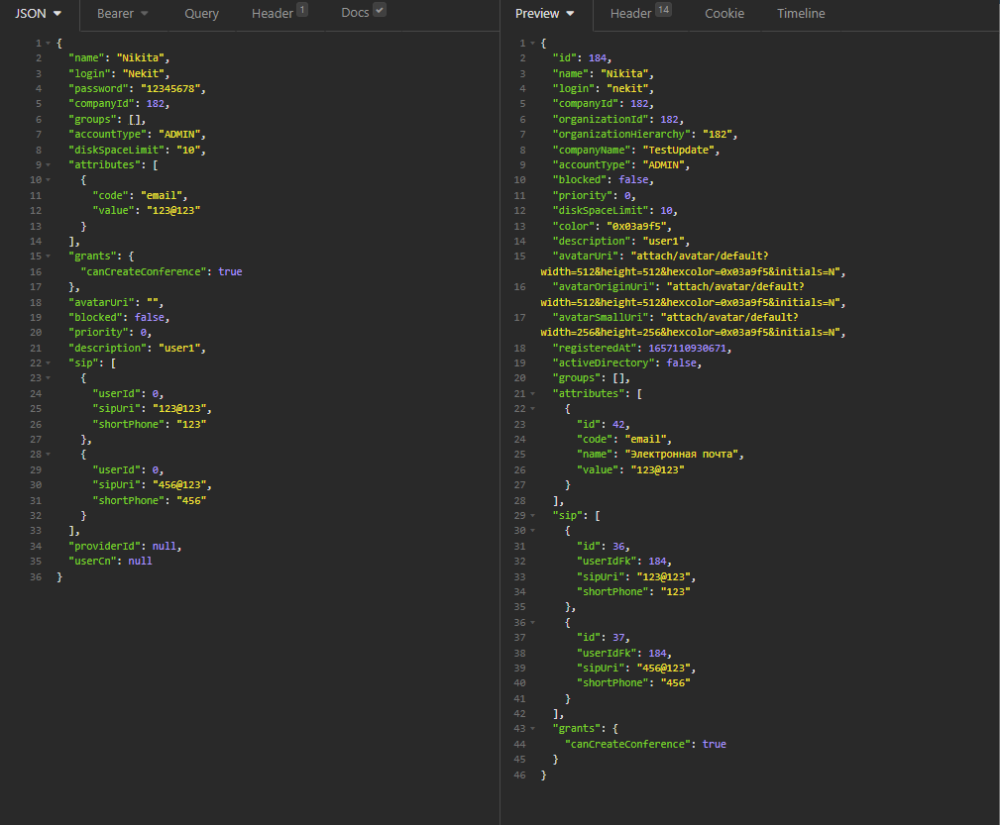 JSON Bearer Query Header 1 Docs
1 {
2 "name": "Nikita",
3 "login": "Nekit",
4 "password": "12345678",
5 "companyId": 182,
6 "groups": [],
7 "accountType": "ADMIN",
8 "diskSpaceLimit": "10",
9 "attributes": [
10 {
11 "code": "email",
12 "value": "123@123"
13 }
14 ],
15 "grants": {
16 "canCreateConference": true
17 },
18 "avatarUri": "",
19 "blocked": false,
20 "priority": 0,
21 "description": "user1",
22 "sip": [
23 {
24 "userId": 0,
25 "sipUri": "123@123",
26 "shortPhone": "123"
27 },
28 {
29 "userId": 0,
30 "sipUri": "456@123",
31 "shortPhone": "456"
32 }
33 ],
34 "providerId": null,
35 "userCn": null
36 }
Preview Header 14 Cookie Timeline
1 {
2 "id": 184,
3 "name": "Nikita",
4 "login": "nekit",
5 "companyId": 182,
6 "organizationId": 182,
7 "organizationHierarchy": "182",
8 "companyName": "TestUpdate",
9 "accountType": "ADMIN",
10 "blocked": false,
11 "priority": 0,
12 "diskSpaceLimit": 10,
13 "color": "0x03a9f5",
14 "description": "user1",
15 "avatarUri": "attach/avatar/default?
width=512&height=512&hexcolor=0x03a9f5&initials=N",
16 "avatarOriginUri": "attach/avatar/default?
width=512&height=512&hexcolor=0x03a9f5&initials=N",
17 "avatarSmallUri": "attach/avatar/default?
width=256&height=256&hexcolor=0x03a9f5&initials=N",
18 "registeredAt": 1657110930671,
19 "activeDirectory": false,
20 "groups": [],
21 "attributes": [
22 {
23 "id": 42,
24 "code": "email",
25 "name": "Электронная почта",
26 "value": "123@123"
27 }
28 ],
29 "sip": [
30 {
31 "id": 36,
32 "userIdFk": 184,
33 "sipUri": "123@123",
34 "shortPhone": "123"
35 },
36 {
37 "id": 37,
38 "userIdFk": 184,
39 "sipUri": "456@123",
40 "shortPhone": "456"
41 }
42 ],
43 "grants": {
44 "canCreateConference": true
45 }
46 }